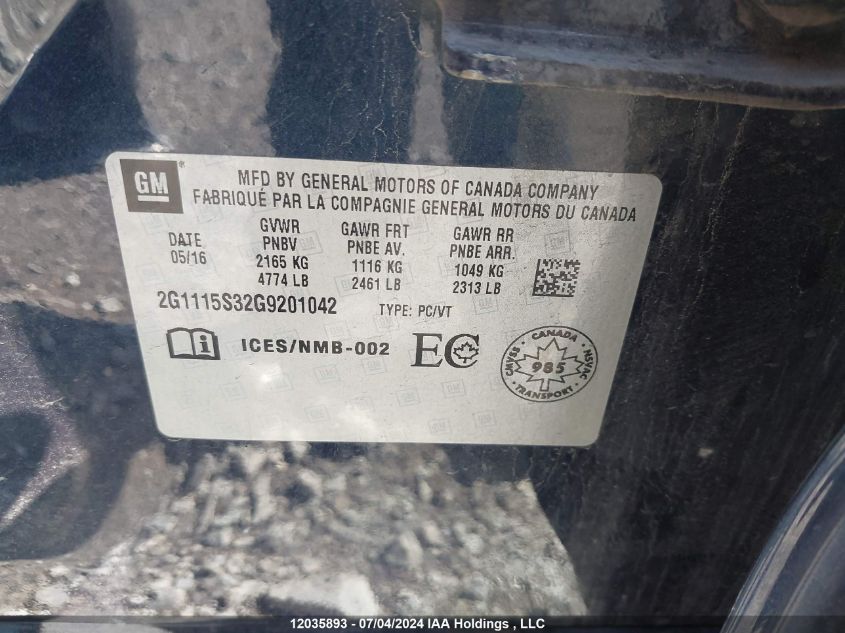 GM®
MFD BY GENERAL MOTORS OF CANADA COMPANY
FABRIQUÉ PAR LA COMPAGNIE GENERAL MOTORS DU CANADA
GVWR GAWR FRT GAWR RR
DATE PNBV PNBE AV. PNBE ARR.
05/16 2165 KG 1116 KG 1049 KG
4774 LB 2461 LB 2313 LB
2G1115S32G9201042 TYPE: PC/VT
ICES/NMB-002 EC
CANADA
CMVSS 985 NSVAC
TRANSPORT
12035893 - 07/04/2024 IAA Holdings , LLC